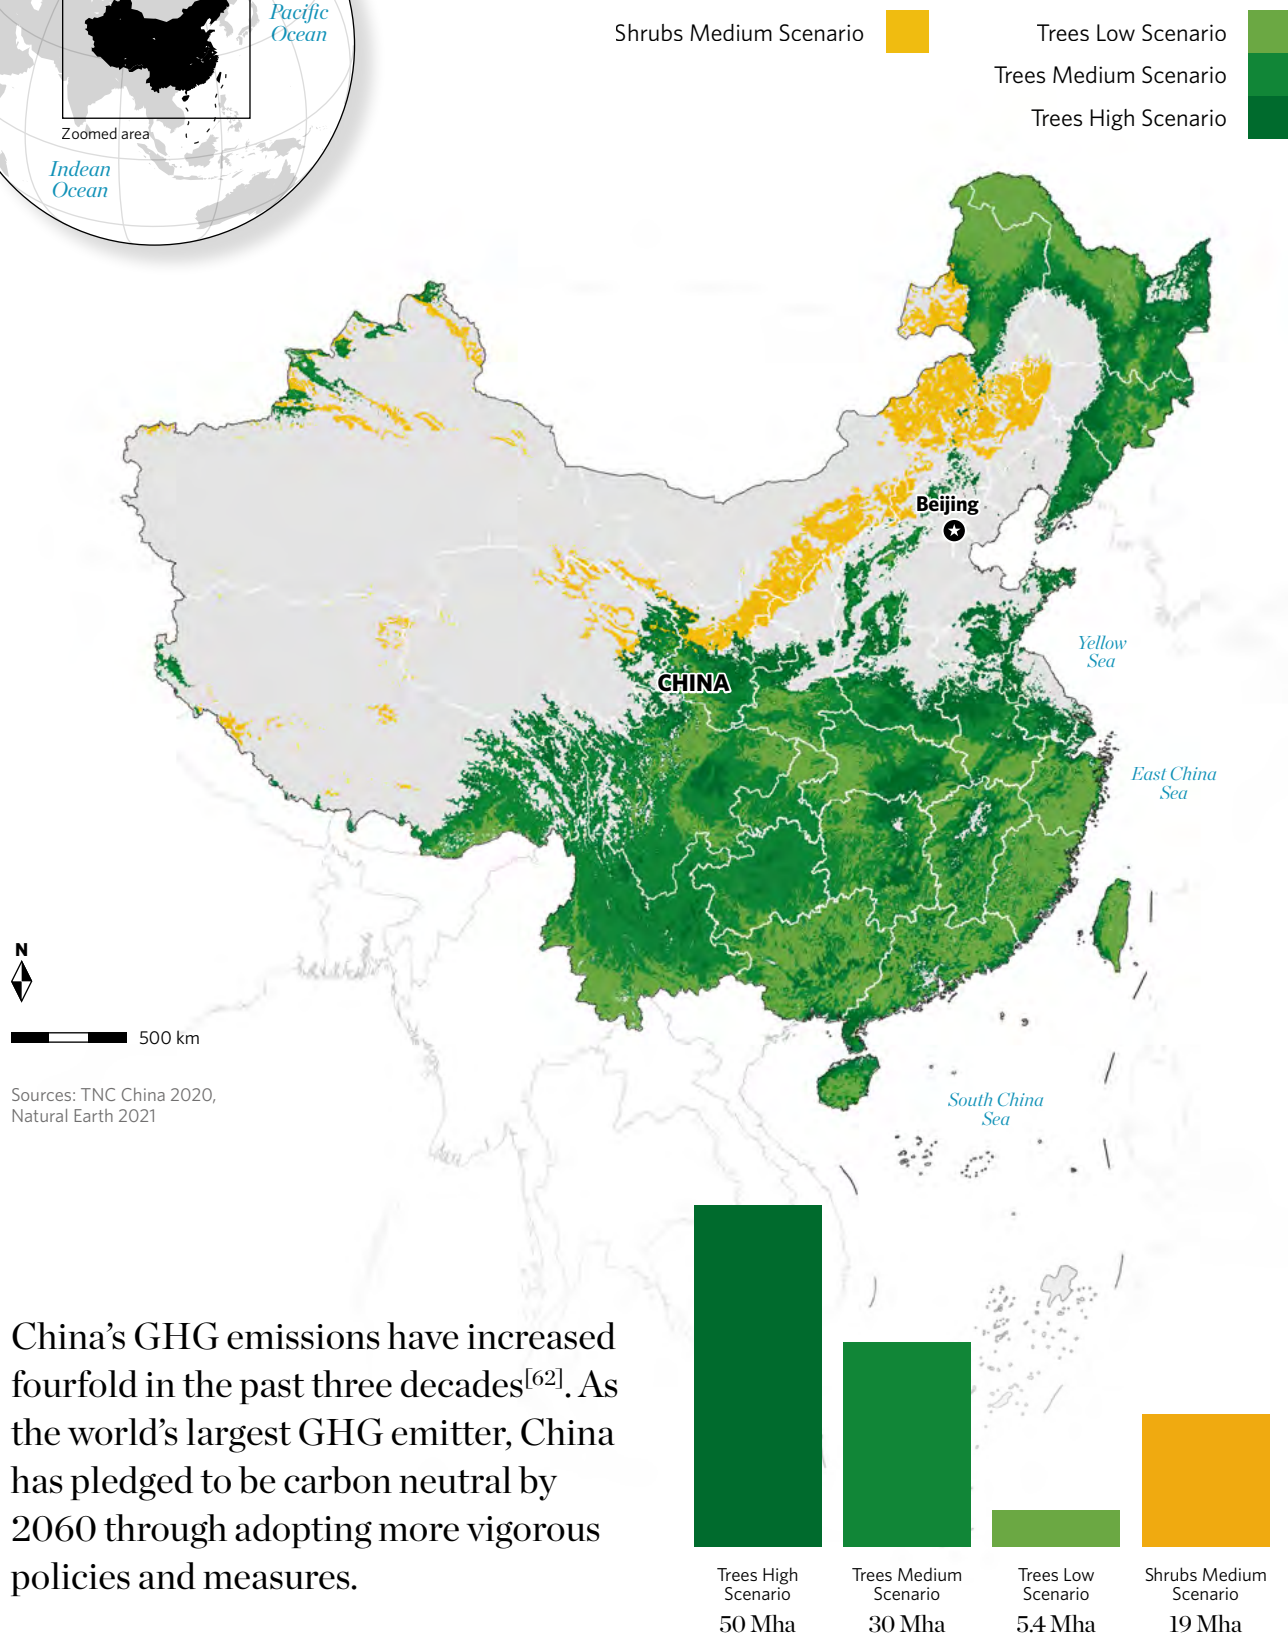 Pacific
Ocean
Zoomed area
Indean
Ocean
Shrubs Medium Scenario
Trees Low Scenario
Trees Medium Scenario
Trees High Scenario
Beijing
CHINA
Yellow
Sea
East China
Sea
South China
Sea
N
500 km
Sources: TNC China 2020,
Natural Earth 2021
China’s GHG emissions have increased
fourfold in the past three decades[62]. As
the world’s largest GHG emitter, China
has pledged to be carbon neutral by
2060 through adopting more vigorous
policies and measures.
Trees High
Scenario
50 Mha
Trees Medium
Scenario
30 Mha
Trees Low
Scenario
5.4 Mha
Shrubs Medium
Scenario
19 Mha